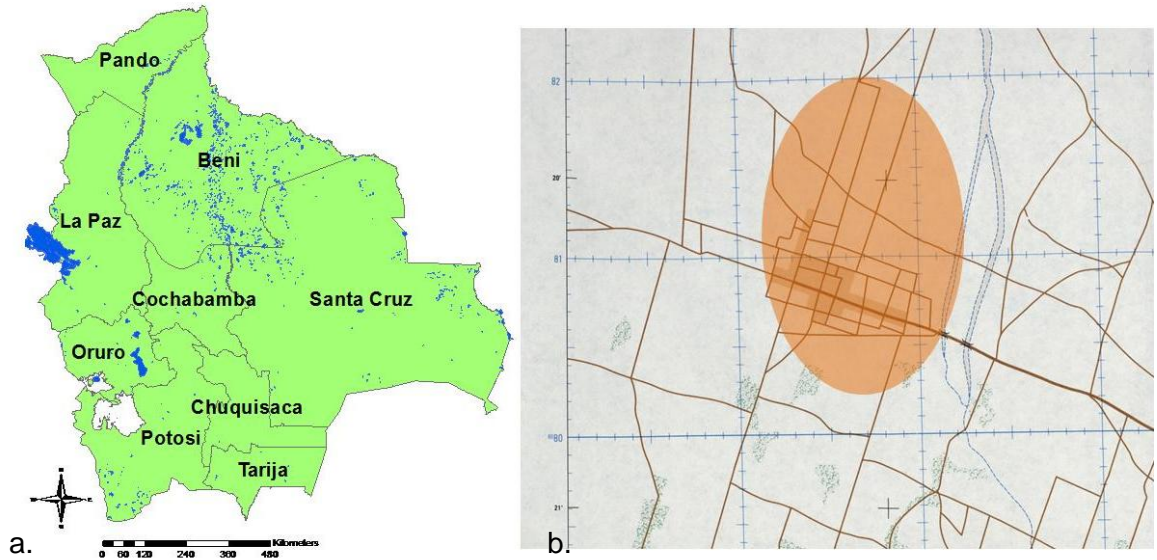 Pando
Beni
La Paz
Cochabamba
Santa Cruz
Oruro
Chuquisaca
Potosi
Tarija
N
W
E
S
Kilometers
0 60 120 240 360 480
a.
82
20'
81
80
21'
b.